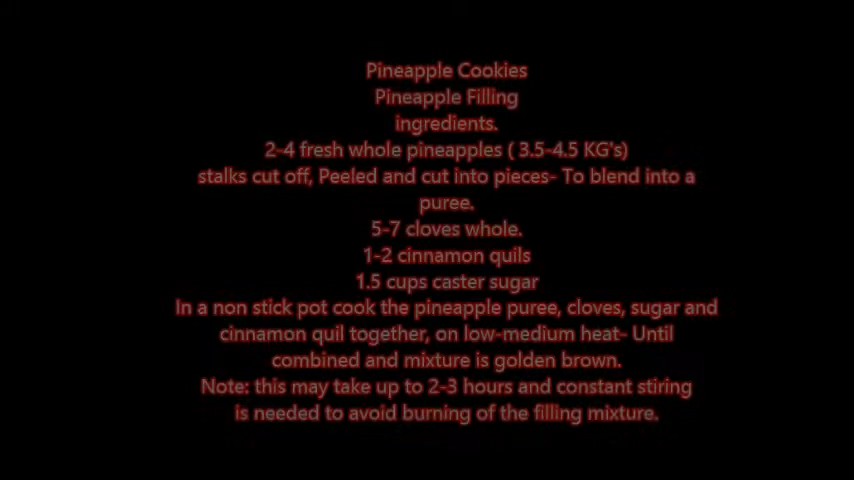 Pineapple Cookies
Pineapple Filling
ingredients.
2-4 fresh whole pineapples ( 3.5-4.5 KG's)
stalks cut off, Peeled and cut into pieces- To blend into a
puree.
5-7 cloves whole.
1-2 cinnamon quils
1.5 cups caster sugar
In a non stick pot cook the pineapple puree, cloves, sugar and
cinnamon quil together, on low-medium heat- Until
combined and mixture is golden brown.
Note: this may take up to 2-3 hours and constant stiring
is needed to avoid burning of the filling mixture.